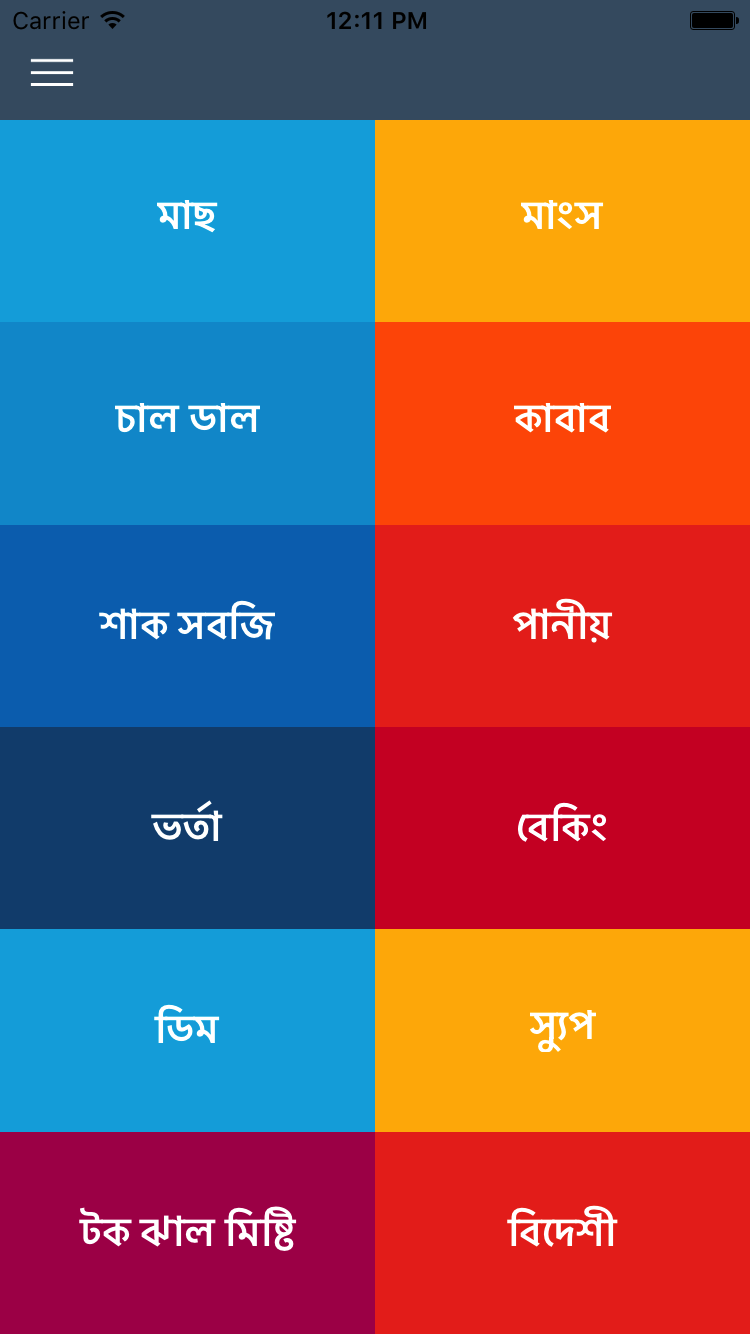 Carrier 12:11 PM
মাছ মাংস
চাল ডাল কাবাব
শাক সবজি পানীয়
ভর্তা বেকিং
ডিম স্যুপ
টক ঝাল মিষ্টি বিদেশী